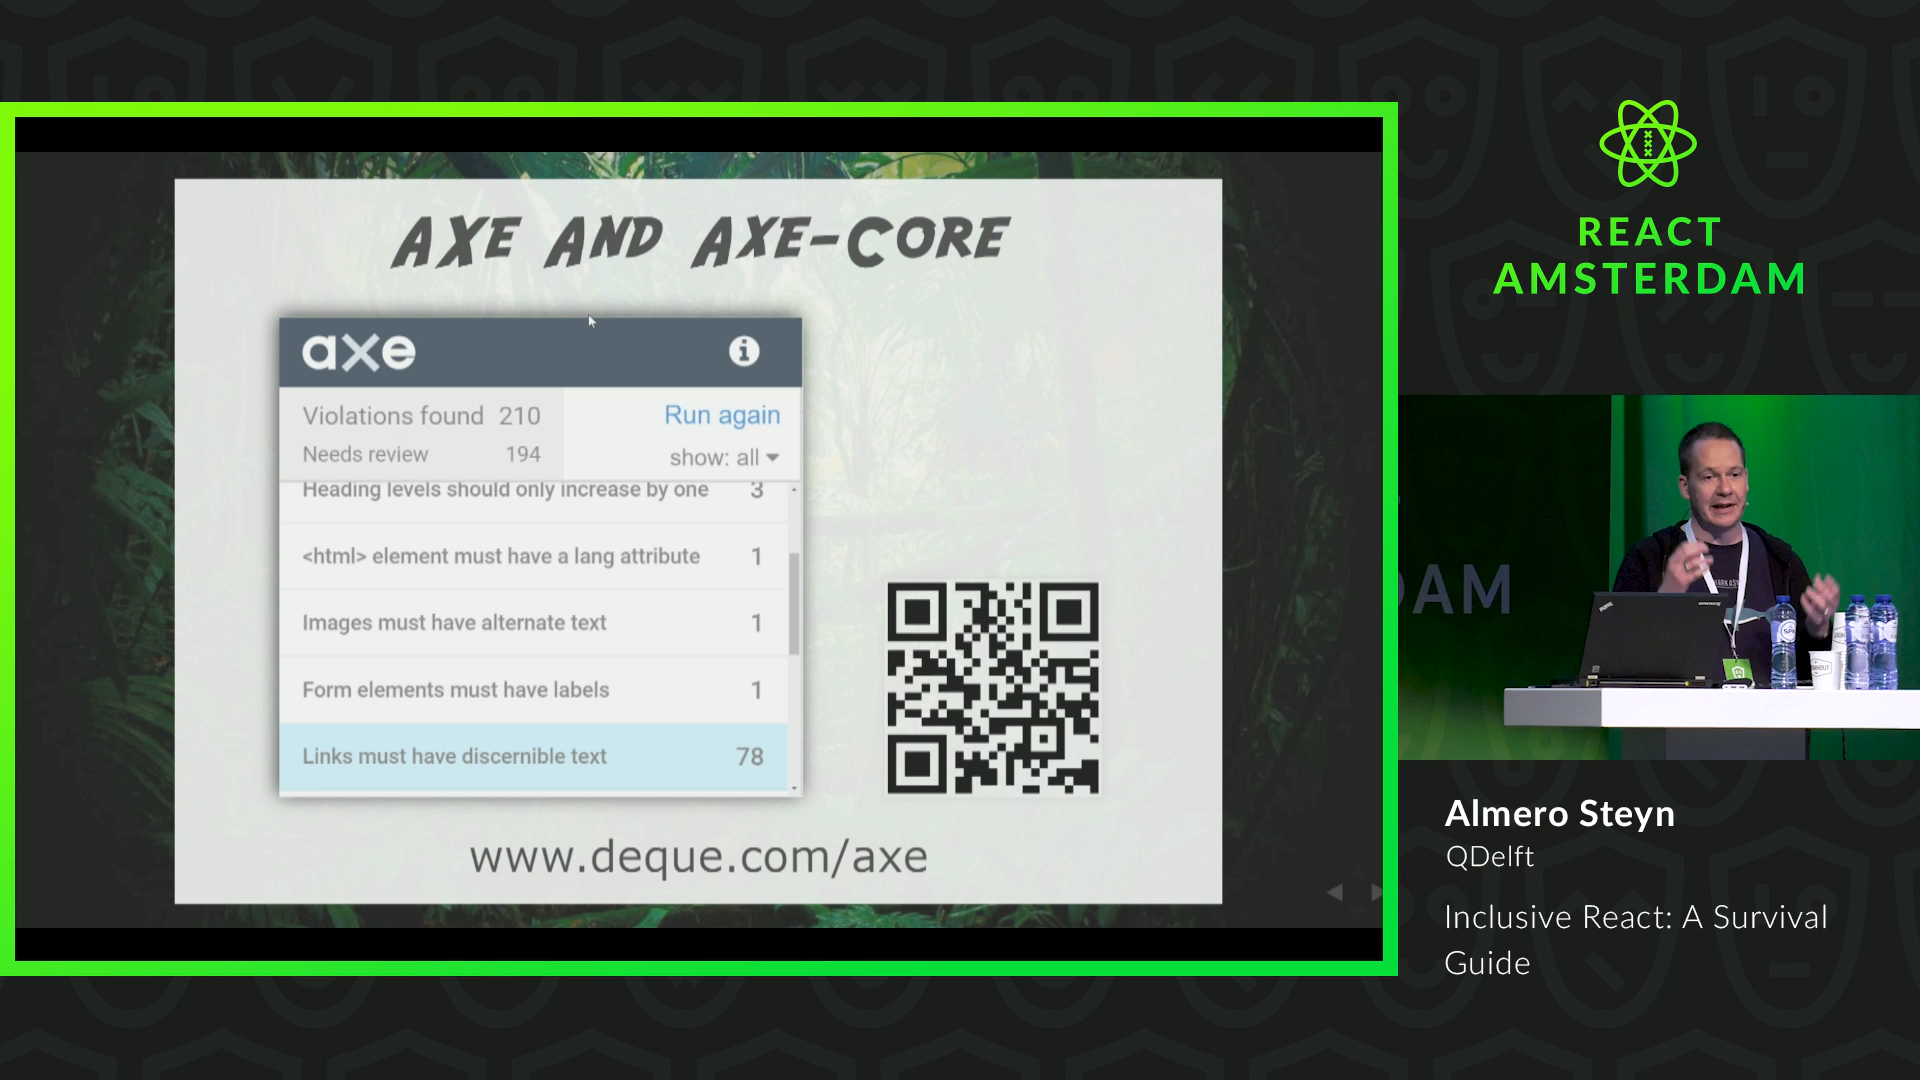 AXE AND AXE-CORE
axe
Violations found 210
Run again
Needs review 194
show: all
Heading levels should only increase by one 3
<html> element must have a lang attribute 1
Images must have alternate text 1
Form elements must have labels 1
Links must have discernible text 78
www.deque.com/axe
REACT
AMSTERDAM
DAM
Almero Steyn
QDelft
Inclusive React: A Survival
Guide